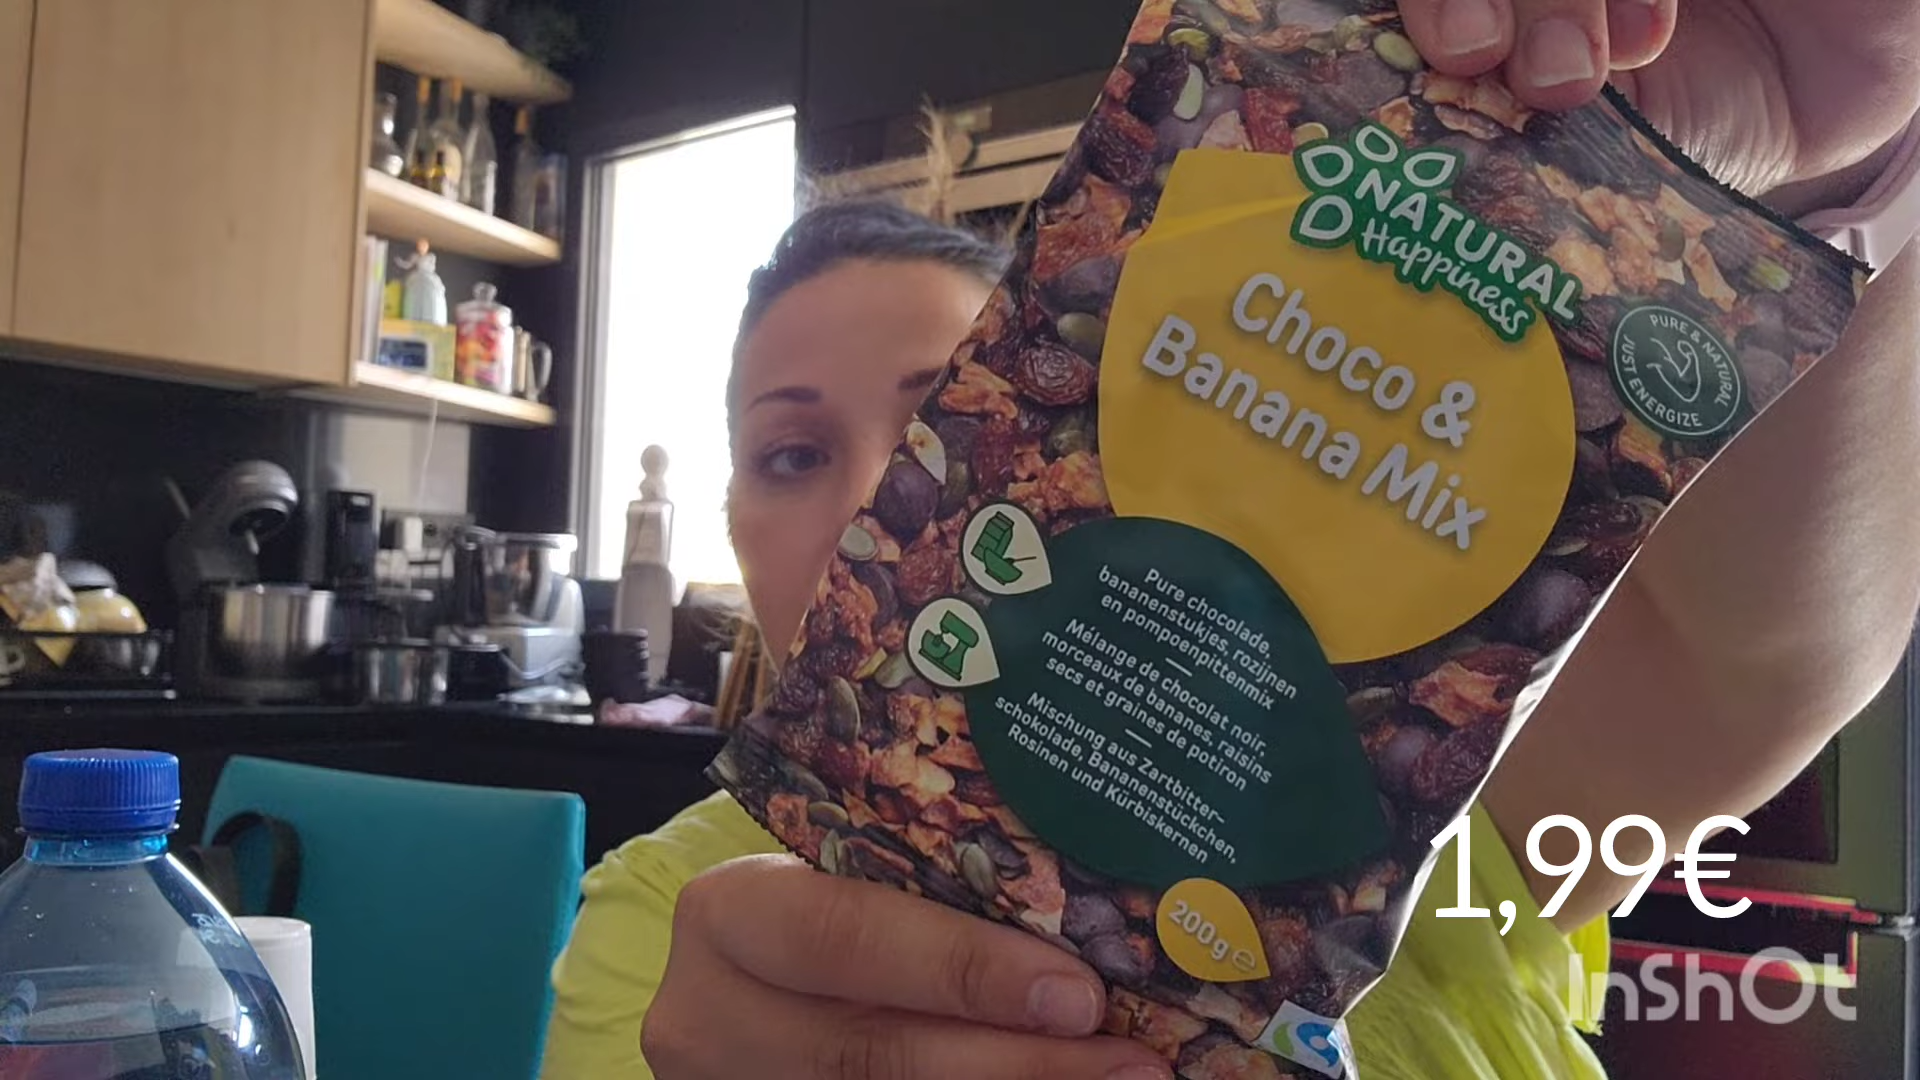 NATURAL
Happiness
Choco &
Banana Mix
PURE & NATURAL
JUST ENERGIZE
Pure chocolade,
bananenstukjes, rozijnen
en pompoenpittenmix
Mélange de chocolat noir,
morceaux de bananes, raisins
secs et graines de potiron
Mischung aus Zartbitter-
schokolade, Bananenstückchen,
Rosinen und Kürbiskernen
200g e
1,99€
InShOt